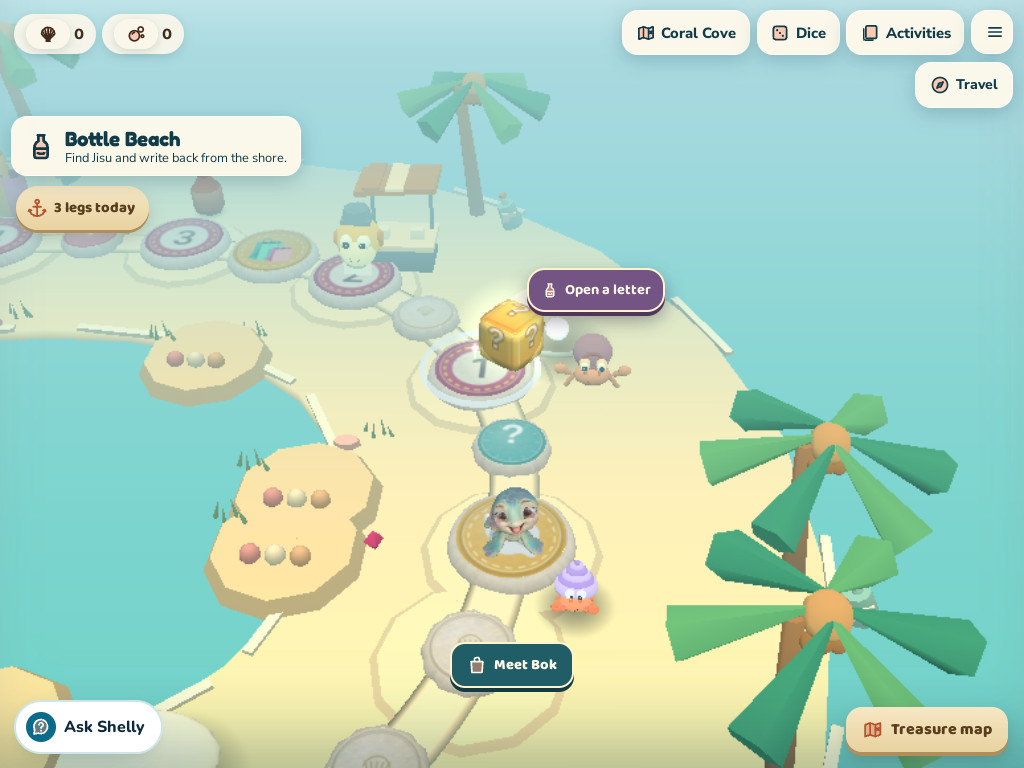 0
0
Coral Cove
Dice
Activities
Travel
Bottle Beach
Find Jisu and write back from the shore.
3 legs today
3
2
Open a letter
?
?
?
1
?
Meet Bok
Ask Shelly
Treasure map